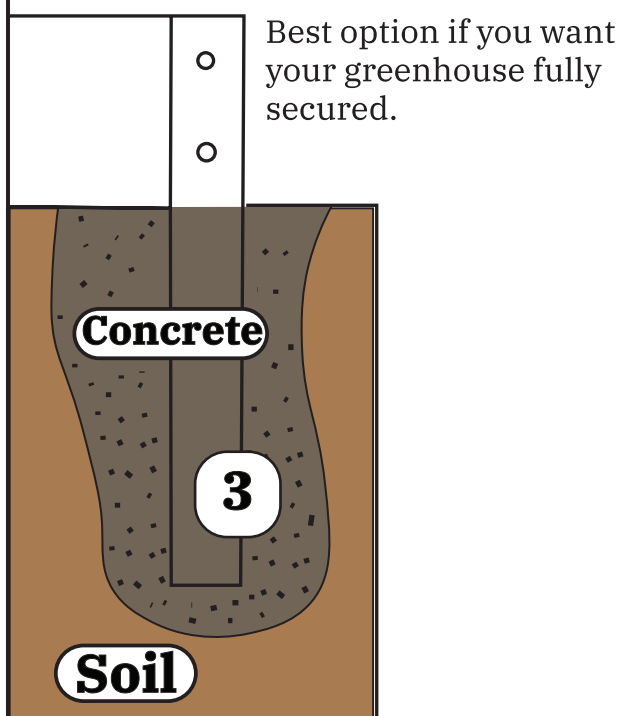 Best option if you want
your greenhouse fully
secured.
Concrete
3
Soil